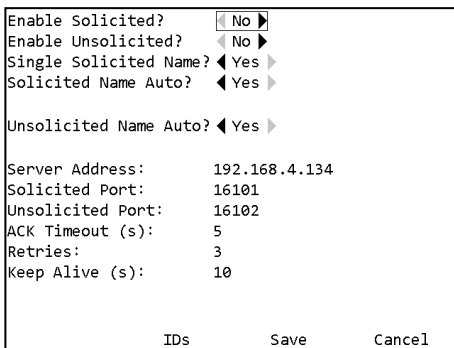 Enable Solicited? No
Enable Unsolicited? No
Single Solicited Name? Yes
Solicited Name Auto? Yes
Unsolicited Name Auto? Yes
Server Address: 192.168.4.134
Solicited Port: 16101
Unsolicited Port: 16102
ACK Timeout (s): 5
Retries: 3
Keep Alive (s): 10
IDs Save Cancel